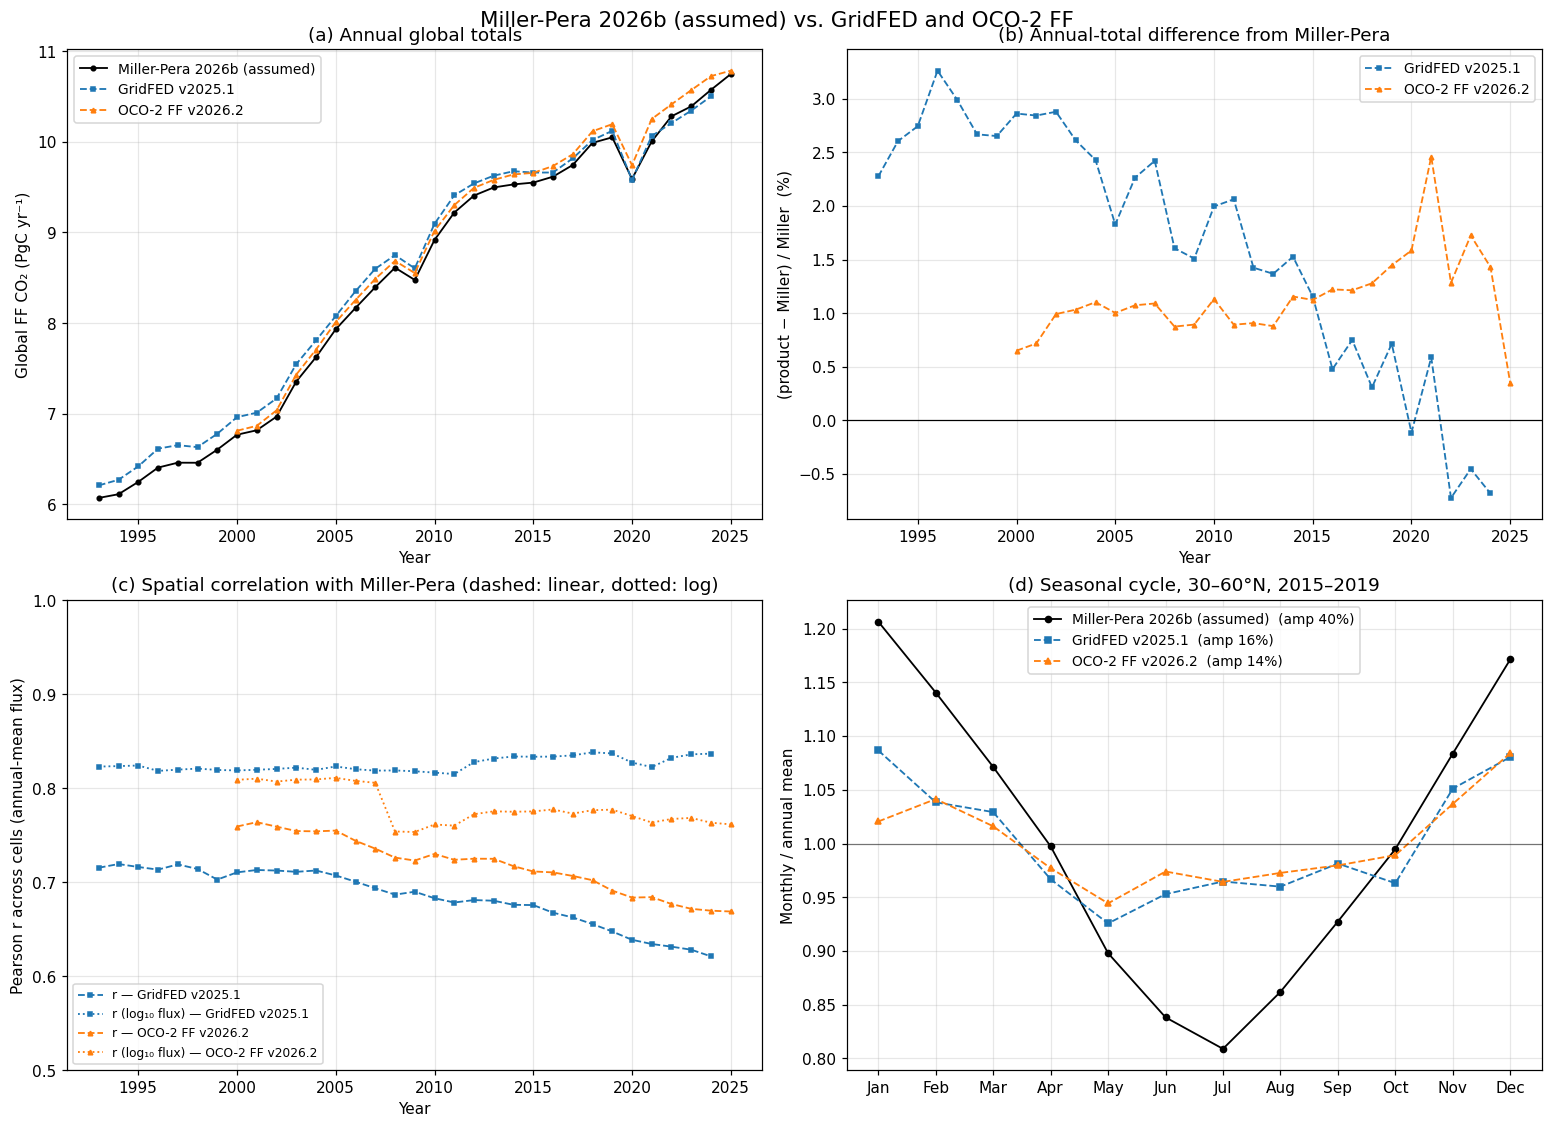 Miller-Pera 2026b (assumed) vs. GridFED and OCO-2 FF
(a) Annual global totals
Miller-Pera 2026b (assumed)
GridFED v2025.1
OCO-2 FF v2026.2
Global FF CO₂ (PgC yr⁻¹)
11
10
9
8
7
6
1995 2000 2005 2010 2015 2020 2025
Year
(b) Annual-total difference from Miller-Pera
GridFED v2025.1
OCO-2 FF v2026.2
(product − Miller) / Miller (%)
3.0
2.5
2.0
1.5
1.0
0.5
0.0
−0.5
1995 2000 2005 2010 2015 2020 2025
Year
(c) Spatial correlation with Miller-Pera (dashed: linear, dotted: log)
Pearson r across cells (annual-mean flux)
1.0
0.9
0.8
0.7
0.6
0.5
r — GridFED v2025.1
r (log₁₀ flux) — GridFED v2025.1
r — OCO-2 FF v2026.2
r (log₁₀ flux) — OCO-2 FF v2026.2
1995 2000 2005 2010 2015 2020 2025
Year
(d) Seasonal cycle, 30–60°N, 2015–2019
Miller-Pera 2026b (assumed) (amp 40%)
GridFED v2025.1 (amp 16%)
OCO-2 FF v2026.2 (amp 14%)
Monthly / annual mean
1.20
1.15
1.10
1.05
1.00
0.95
0.90
0.85
0.80
Jan Feb Mar Apr May Jun Jul Aug Sep Oct Nov Dec